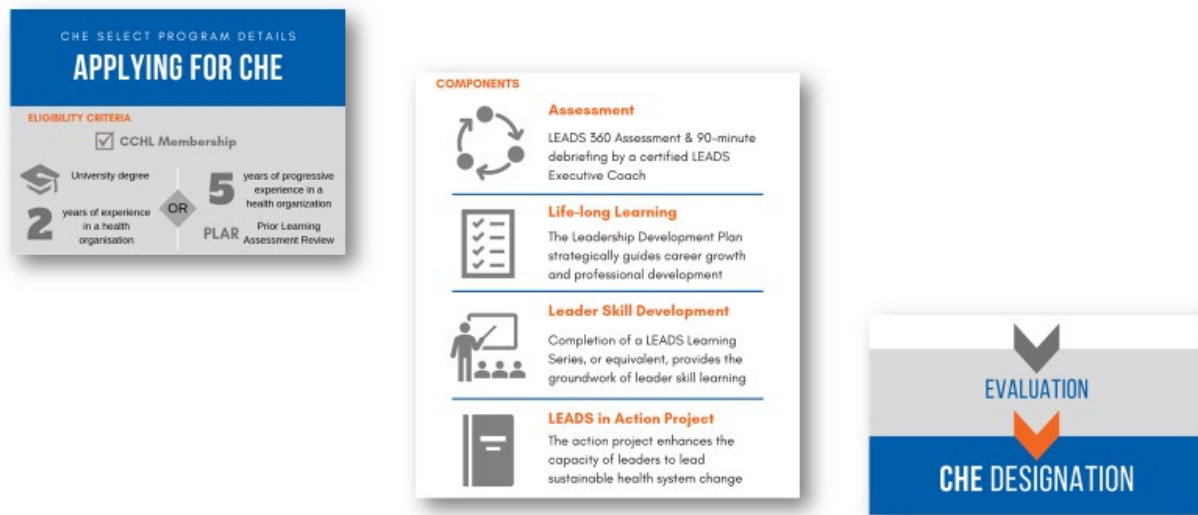 CHE SELECT PROGRAM DETAILS
APPLYING FOR CHE
ELIGIBILITY CRITERIA
CCHL Membership
University degree
2 years of experience
in a health
organisation
OR
5 years of progressive
experience in a
health organization
PLAR Prior Learning
Assessment Review
COMPONENTS
Assessment
LEADS 360 Assessment & 90-minute
debriefing by a certified LEADS
Executive Coach
Life-long Learning
The Leadership Development Plan
strategically guides career growth
and professional development
Leader Skill Development
Completion of a LEADS Learning
Series, or equivalent, provides the
groundwork of leader skill learning
LEADS in Action Project
The action project enhances the
capacity of leaders to lead
sustainable health system change
EVALUATION
CHE DESIGNATION